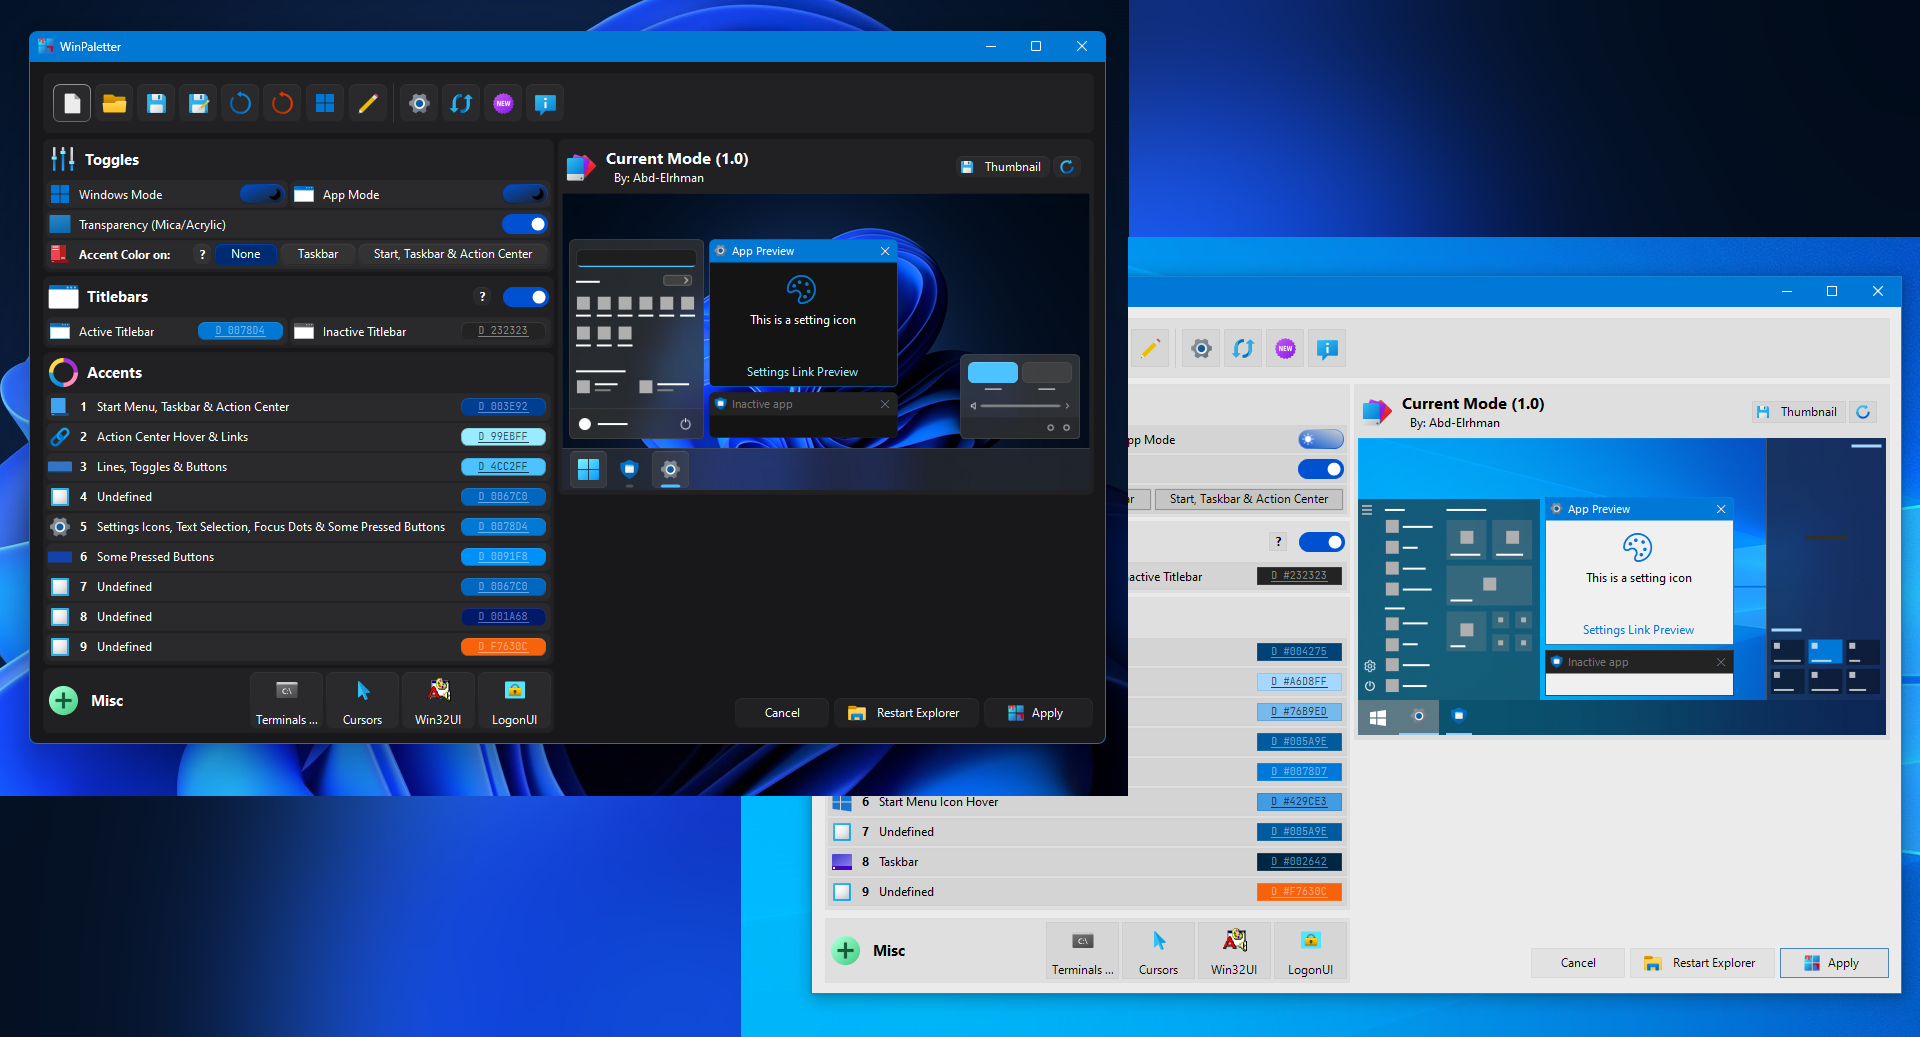 WinPaletter
NEW
Toggles
Windows Mode
App Mode
Transparency (Mica/Acrylic)
Accent Color on:
?
None
Taskbar
Start, Taskbar & Action Center
Titlebars
?
Active Titlebar
D 0078D4
Inactive Titlebar
D 232323
Accents
1 Start Menu, Taskbar & Action Center
D 003E92
2 Action Center Hover & Links
D 99EBFF
3 Lines, Toggles & Buttons
D 4CC2FF
4 Undefined
D 0067C0
5 Settings Icons, Text Selection, Focus Dots & Some Pressed Buttons
D 0078D4
6 Some Pressed Buttons
D 0091F8
7 Undefined
D 0067C0
8 Undefined
D 001A68
9 Undefined
D F7630C
Misc
C:\
Terminals ...
Cursors
Win32UI
LogonUI
Current Mode (1.0)
By: Abd-Elrhman
Thumbnail
App Preview
This is a setting icon
Settings Link Preview
Inactive app
Cancel
Restart Explorer
Apply
NEW
pp Mode
ar
Start, Taskbar & Action Center
?
active Titlebar
D #232323
D #004275
D #A6D8FF
D #76B9ED
D #005A9E
D #0078D7
6 Start Menu Icon Hover
D #429CE3
7 Undefined
D #005A9E
8 Taskbar
D #002642
9 Undefined
D #F7630C
Misc
C:\
Terminals ...
Cursors
Win32UI
LogonUI
Current Mode (1.0)
By: Abd-Elrhman
Thumbnail
App Preview
This is a setting icon
Settings Link Preview
Inactive app
Cancel
Restart Explorer
Apply